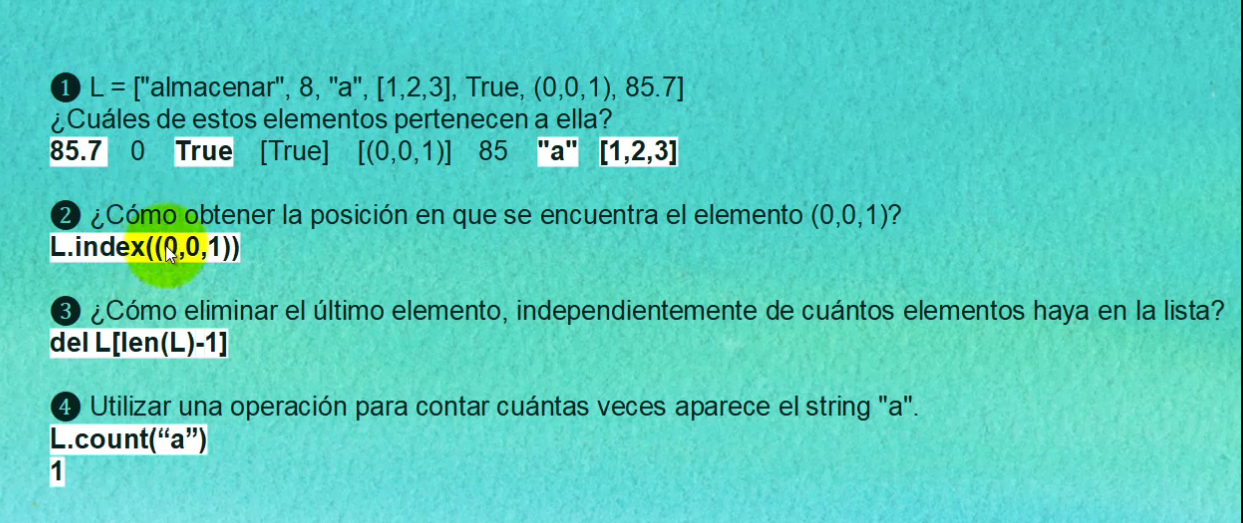 ❶ L = ["almacenar", 8, "a", [1,2,3], True, (0,0,1), 85.7]
¿Cuáles de estos elementos pertenecen a ella?
85.7 0 True [True] [(0,0,1)] 85 "a" [1,2,3]
❷ ¿Cómo obtener la posición en que se encuentra el elemento (0,0,1)?
L.index((0,0,1))
❸ ¿Cómo eliminar el último elemento, independientemente de cuántos elementos haya en la lista?
del L[len(L)-1]
❹ Utilizar una operación para contar cuántas veces aparece el string "a".
L.count(“a”)
1